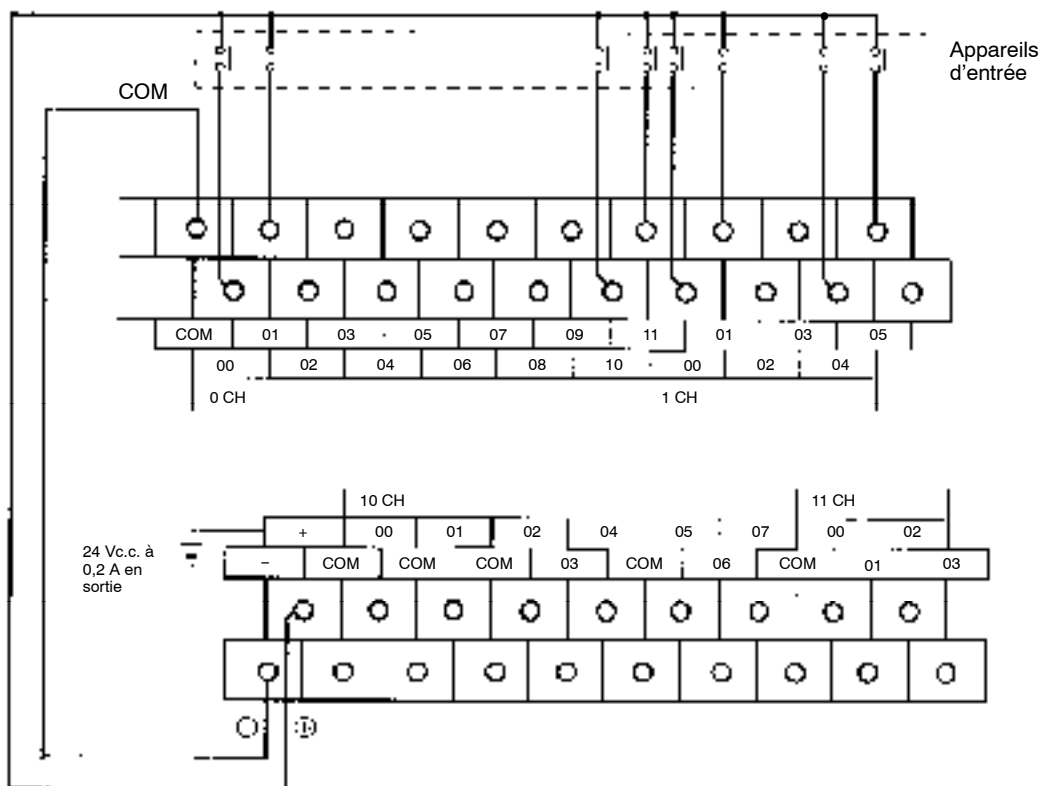 Appareils
d'entrée
COM
COM 01 03 05 07 09 11 01 03 05
00 02 04 06 08 10 00 02 04
0 CH 1 CH
10 CH 11 CH
+ 00 01 02 04 05 07 00 02
− COM COM COM 03 COM 06 COM 01 03
24 Vc.c. à
0,2 A en
sortie